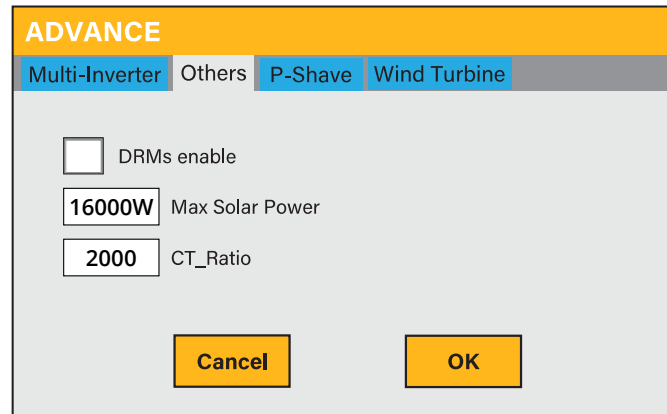 ADVANCE
Multi-Inverter Others P-Shave Wind Turbine
DRMs enable
16000W Max Solar Power
2000 CT_Ratio
Cancel OK